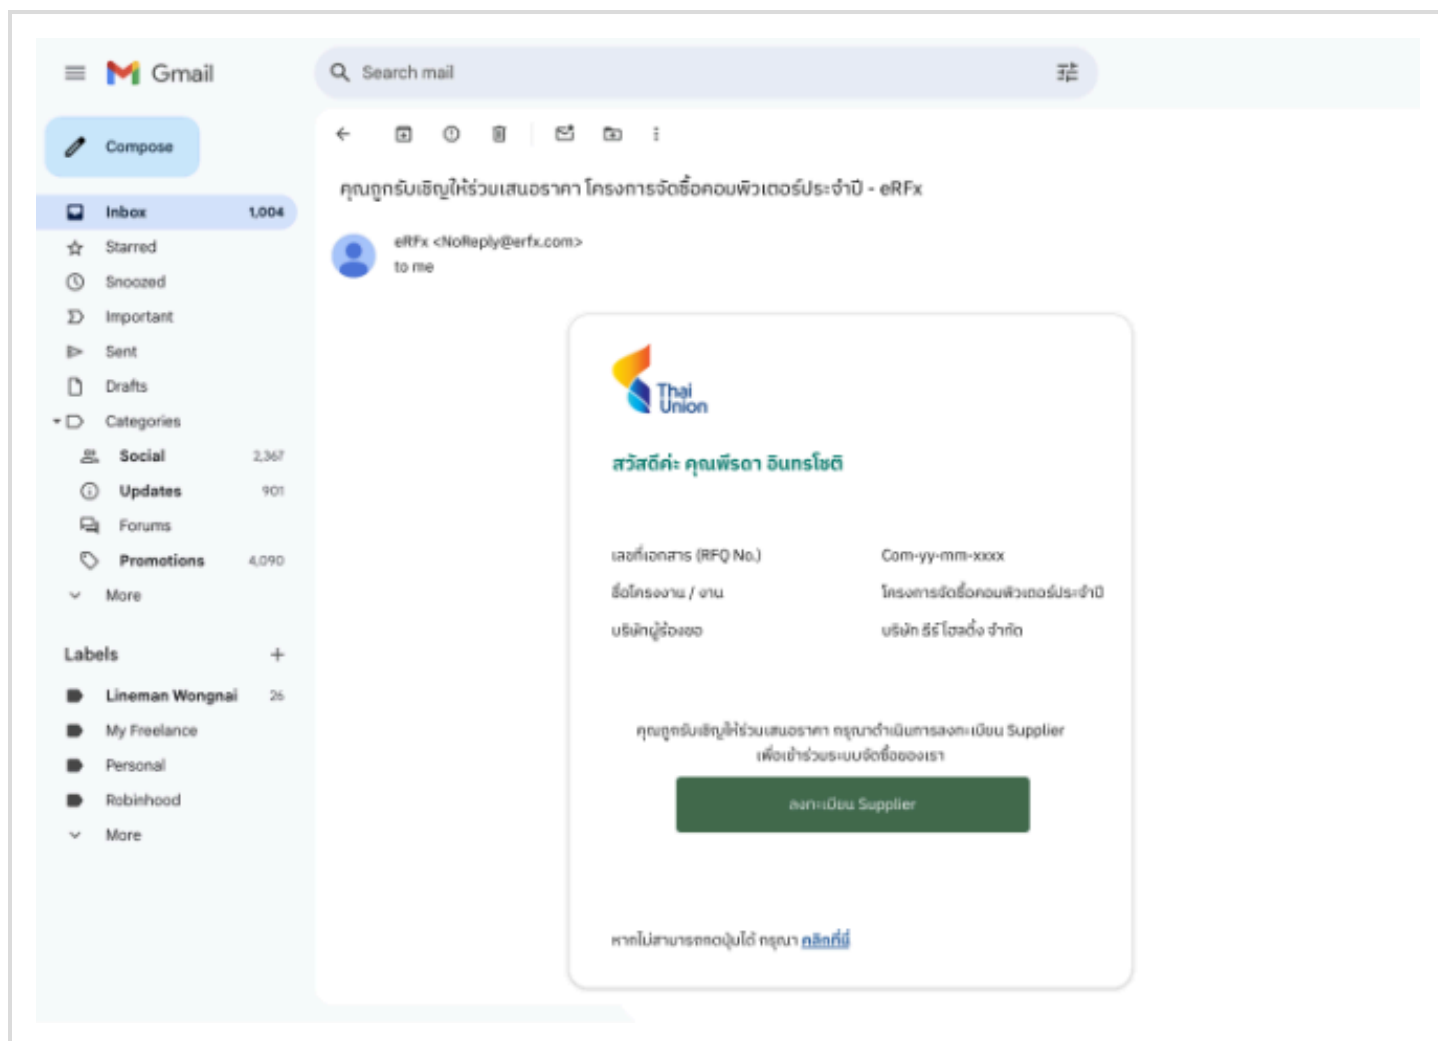 Gmail
Search mail
Compose
คุณถูกรับเชิญให้ร่วมเสนอราคา โครงการจัดซื้อคอมพิวเตอร์ประจำปี - eRFx
Inbox 1,004
eRFx <NoReply@erfx.com>
to me
Starred
Snoozed
Important
Sent
Drafts
Categories
Social 2,367
Updates 901
Forums
Promotions 4,090
More
Labels +
Lineman Wongnai 26
My Freelance
Personal
Robinhood
More
Thai
Union
สวัสดีค่ะ คุณพีรดา อินทรโชติ
เลขที่เอกสาร (RFQ No.) Com-yy-mm-xxxx
ชื่อโครงงาน / งาน โครงการจัดซื้อคอมพิวเตอร์ประจำปี
บริษัทผู้ร้องขอ บริษัท ธีร์ โฮลดิ้ง จำกัด
คุณถูกรับเชิญให้ร่วมเสนอราคา กรุณาดำเนินการลงทะเบียน Supplier
เพื่อเข้าร่วมระบบจัดซื้อของเรา
ลงทะเบียน Supplier
หากไม่สามารถกดปุ่มได้ กรุณา คลิกที่นี่